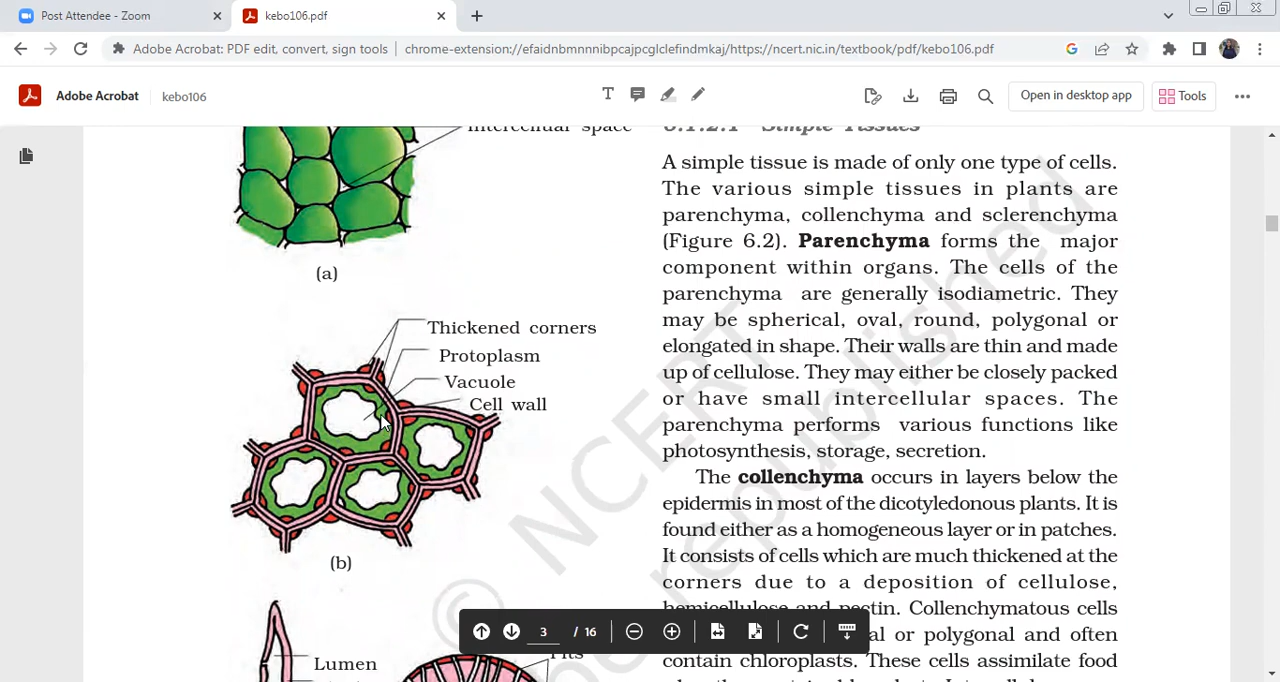 Post Attendee - Zoom
kebo106.pdf
Adobe Acrobat: PDF edit, convert, sign tools
chrome-extension://efaidnbmnnnibpcajpcglclefindmkaj/https://ncert.nic.in/textbook/pdf/kebo106.pdf
Adobe Acrobat
kebo106
Open in desktop app
Tools
space
(a)
Thickened corners
Protoplasm
Vacuole
Cell wall
(b)
Lumen
Pits
Simple Tissues
A simple tissue is made of only one type of cells.
The various simple tissues in plants are
parenchyma, collenchyma and sclerenchyma
(Figure 6.2). Parenchyma forms the major
component within organs. The cells of the
parenchyma are generally isodiametric. They
may be spherical, oval, round, polygonal or
elongated in shape. Their walls are thin and made
up of cellulose. They may either be closely packed
or have small intercellular spaces. The
parenchyma performs various functions like
photosynthesis, storage, secretion.
The collenchyma occurs in layers below the
epidermis in most of the dicotyledonous plants. It is
found either as a homogeneous layer or in patches.
It consists of cells which are much thickened at the
corners due to a deposition of cellulose,
hemicellulose and pectin. Collenchymatous cells
or polygonal and often
contain chloroplasts. These cells assimilate food
© NCERT
republished
3 / 16